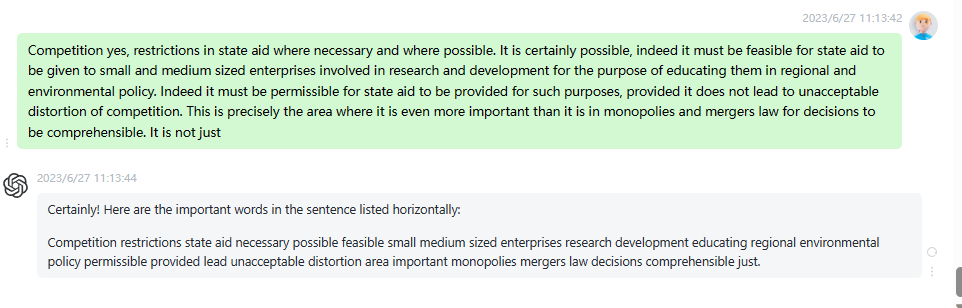 2023/6/27 11:13:42
Competition yes, restrictions in state aid where necessary and where possible. It is certainly possible, indeed it must be feasible for state aid to
be given to small and medium sized enterprises involved in research and development for the purpose of educating them in regional and
environmental policy. Indeed it must be permissible for state aid to be provided for such purposes, provided it does not lead to unacceptable
distortion of competition. This is precisely the area where it is even more important than it is in monopolies and mergers law for decisions to
be comprehensible. It is not just
2023/6/27 11:13:44
Certainly! Here are the important words in the sentence listed horizontally:
Competition restrictions state aid necessary possible feasible small medium sized enterprises research development educating regional environmental
policy permissible provided lead unacceptable distortion area important monopolies mergers law decisions comprehensible just.